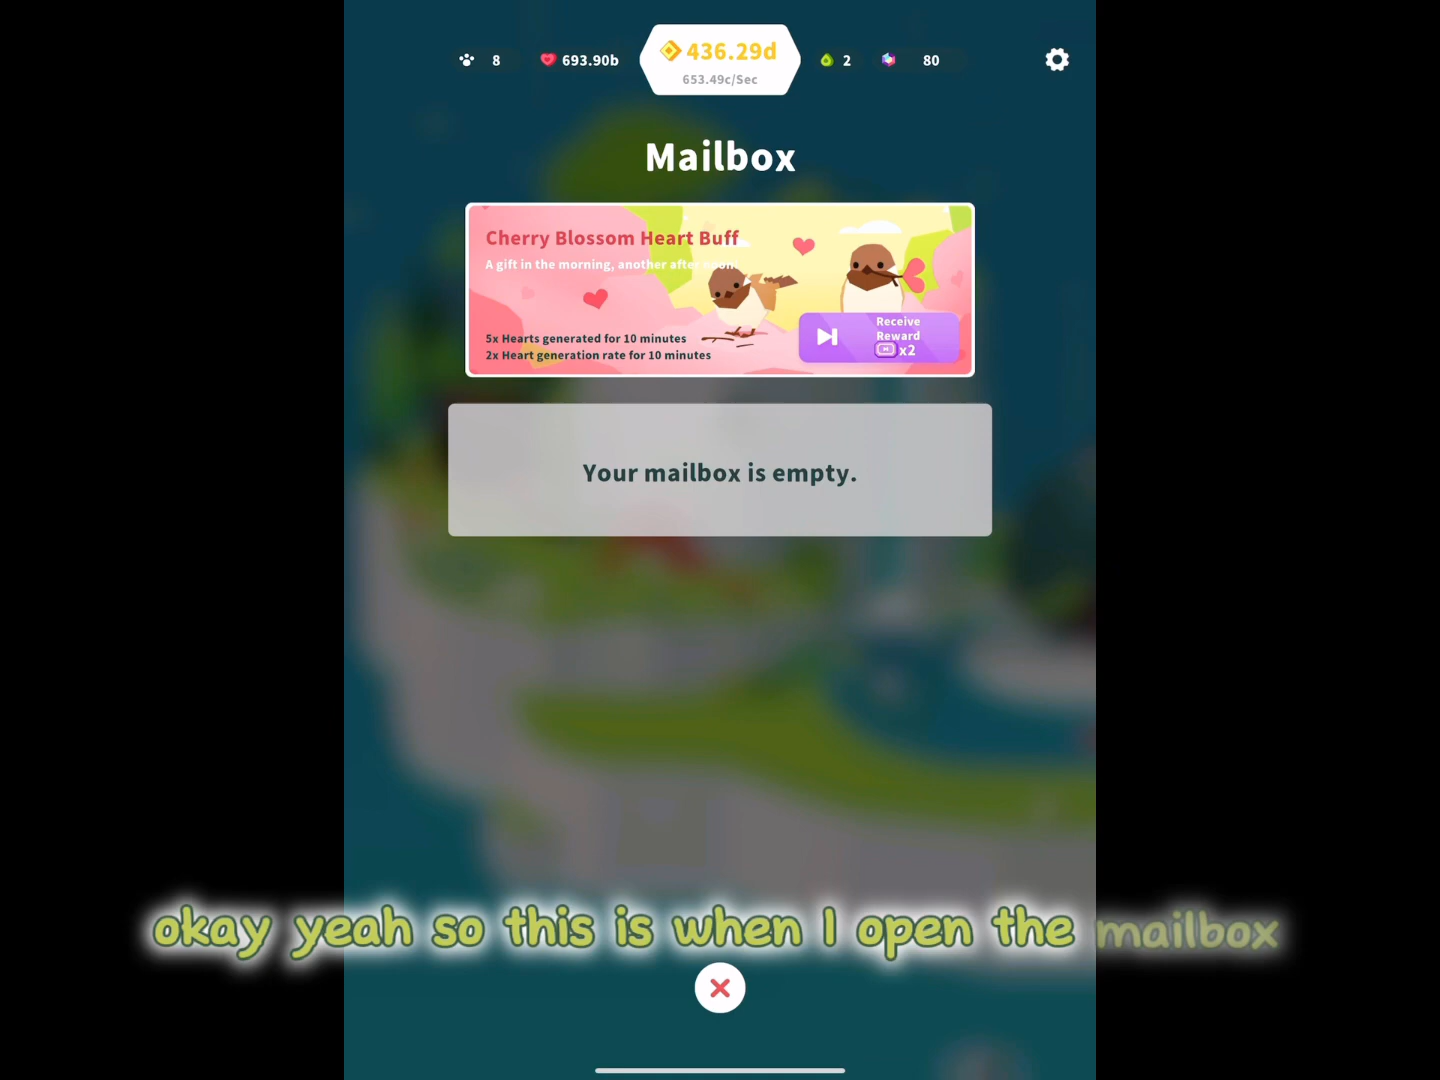 8
693.90b
436.29d
653.49c/Sec
2
80
Mailbox
Cherry Blossom Heart Buff
A gift in the morning, another after noon!
5x Hearts generated for 10 minutes
2x Heart generation rate for 10 minutes
Receive
Reward
x2
Your mailbox is empty.
okay yeah so this is when I open the mailbox